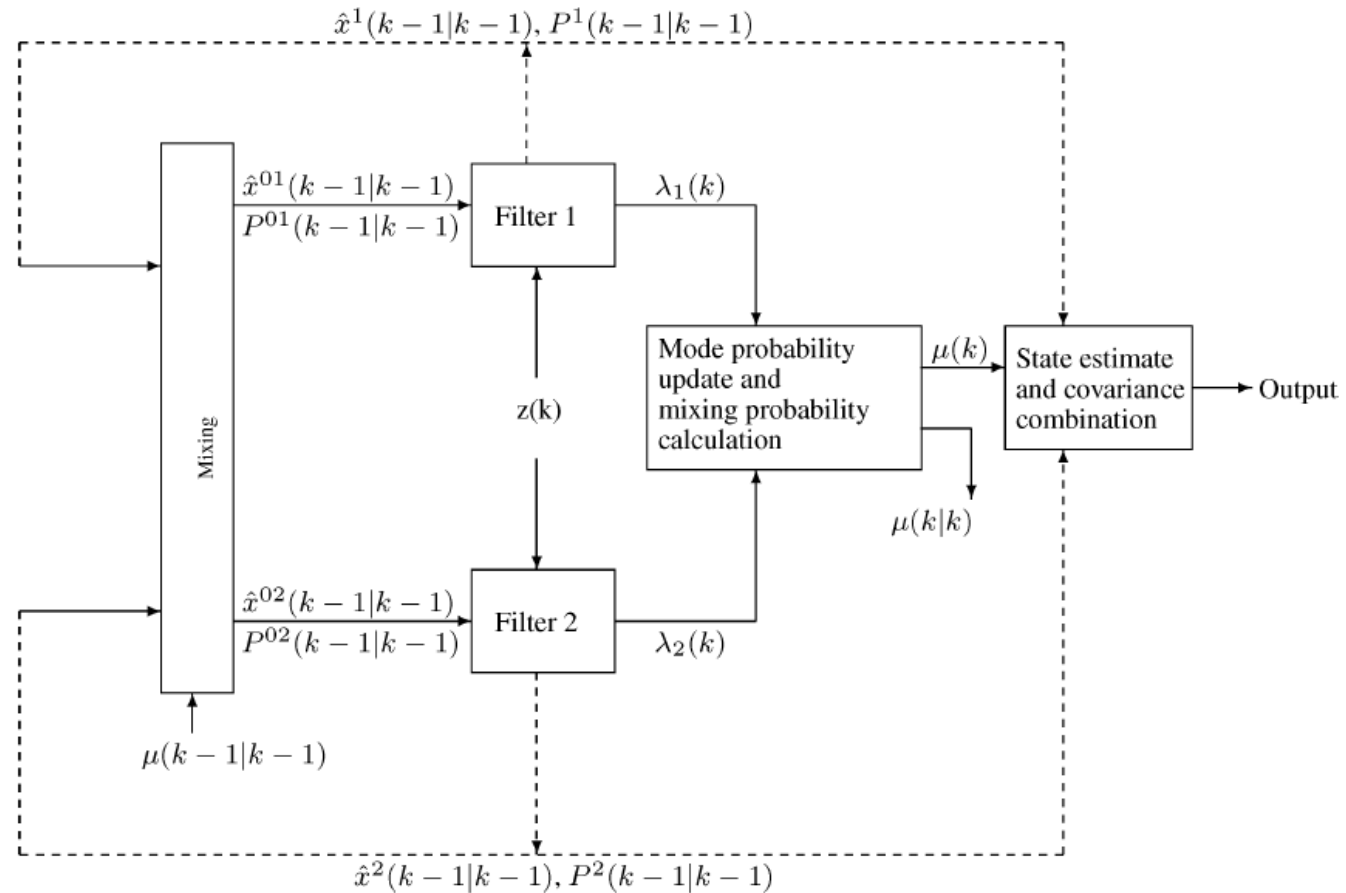 x̂¹(k − 1|k − 1), P¹(k − 1|k − 1)
x̂⁰¹(k − 1|k − 1)
P⁰¹(k − 1|k − 1)
Filter 1
λ₁(k)
Mixing
z(k)
Mode probability
update and
mixing probability
calculation
μ(k)
State estimate
and covariance
combination
Output
μ(k|k)
x̂⁰²(k − 1|k − 1)
P⁰²(k − 1|k − 1)
Filter 2
λ₂(k)
μ(k − 1|k − 1)
x̂²(k − 1|k − 1), P²(k − 1|k − 1)